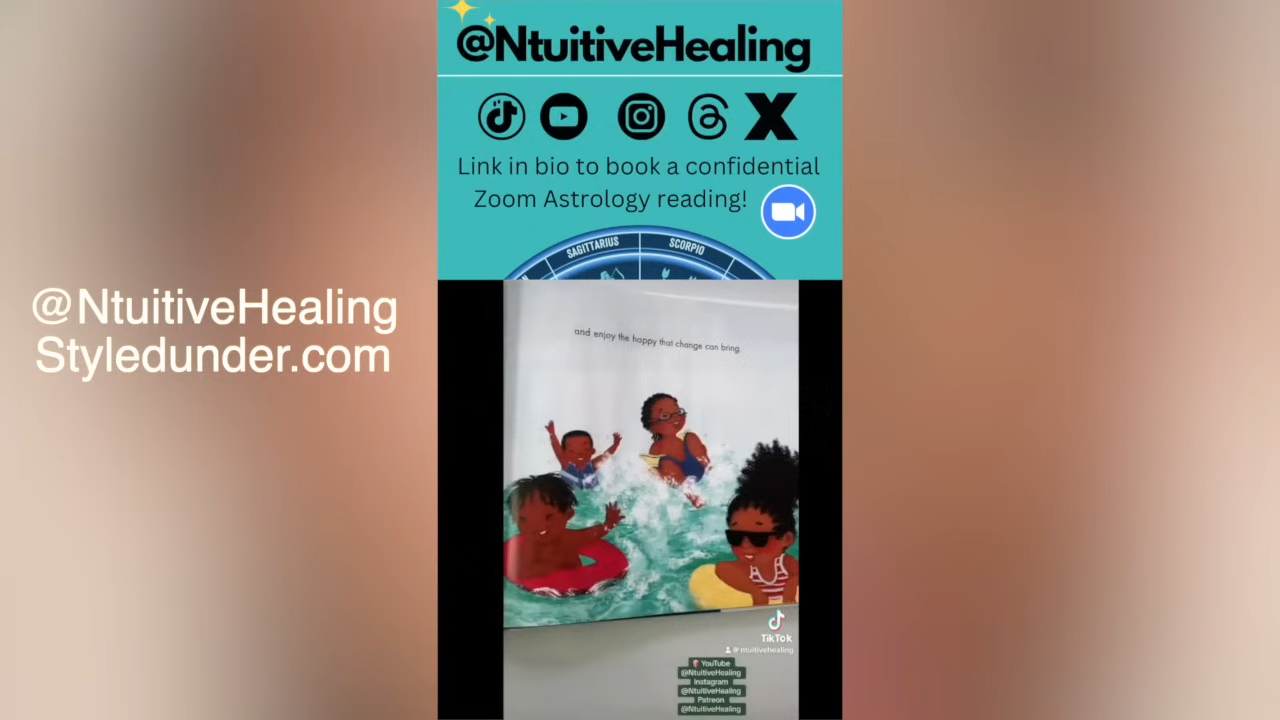 @NtuitiveHealing
Link in bio to book a confidential
Zoom Astrology reading!
SAGITTARIUS
SCORPIO
@NtuitiveHealing
Styledunder.com
and enjoy the happy that change can bring.
TikTok
@ntuitivehealing
YouTube
@NtuitiveHealing
Instagram
@NtuitiveHealing
Patreon
@NtuitiveHealing